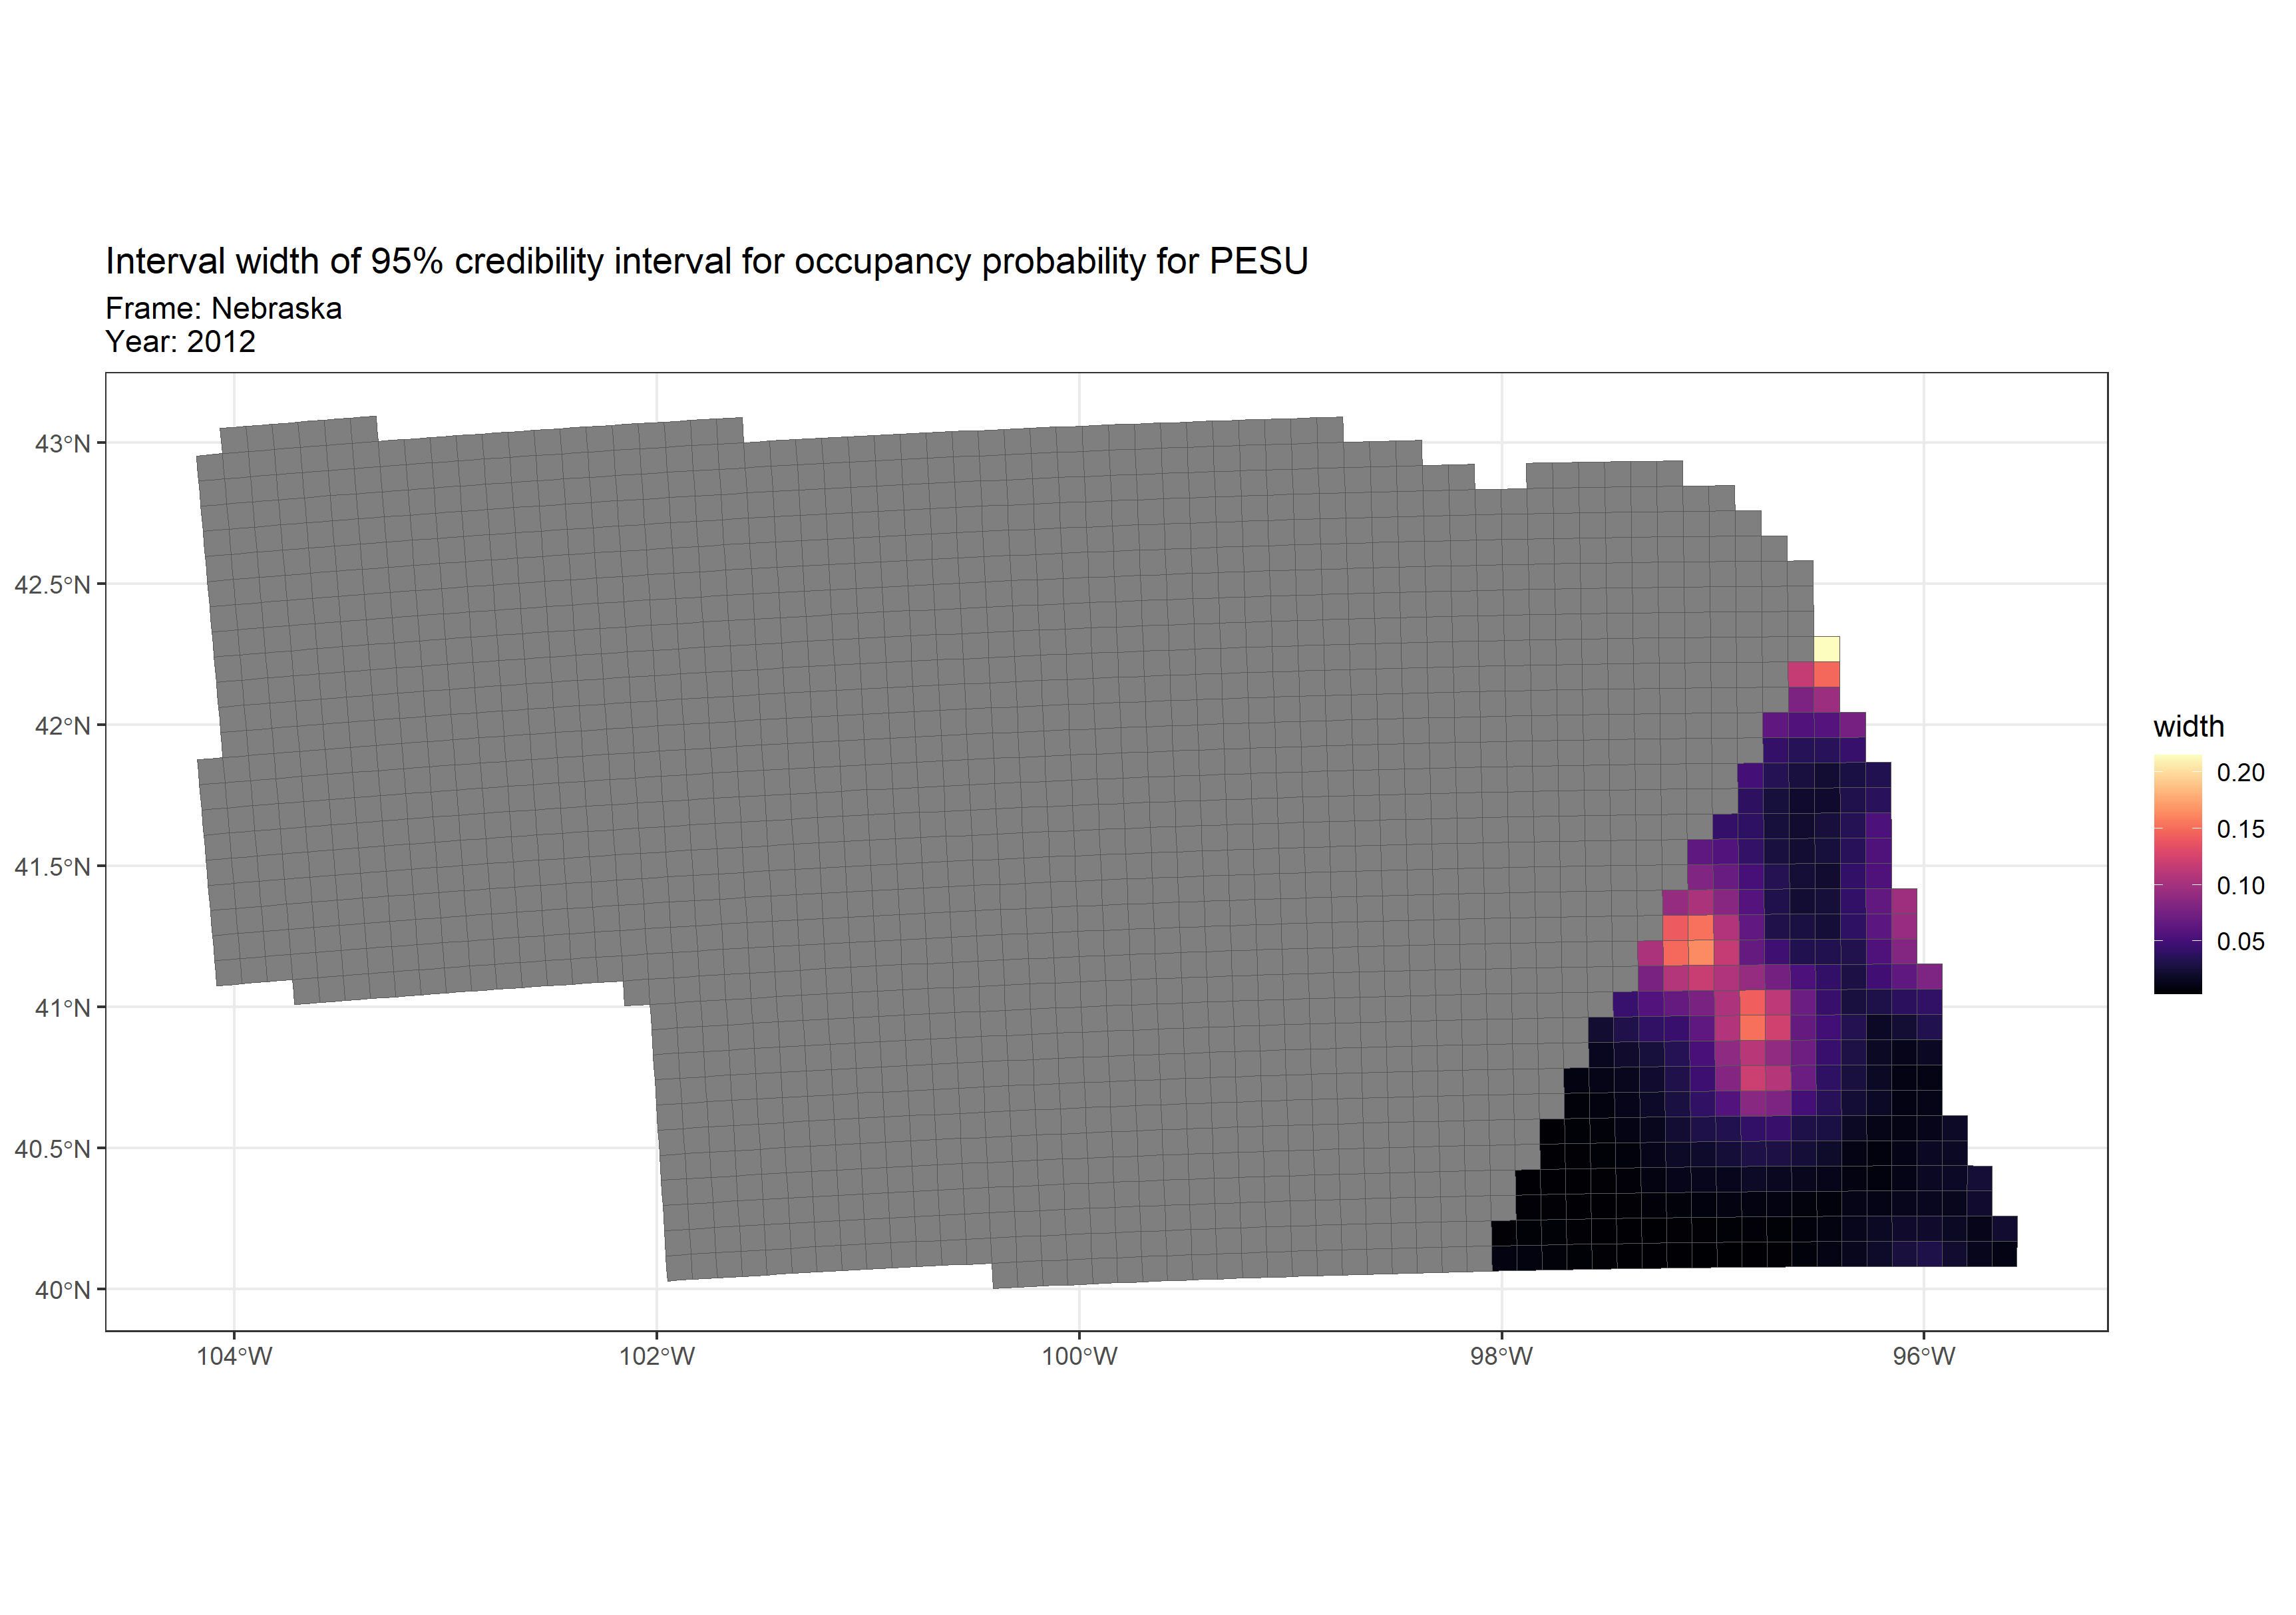 Interval width of 95% credibility interval for occupancy probability for PESU
Frame: Nebraska
Year: 2012
43°N
42.5°N
42°N
41.5°N
41°N
40.5°N
40°N
104°W
102°W
100°W
98°W
96°W
width
0.20
0.15
0.10
0.05